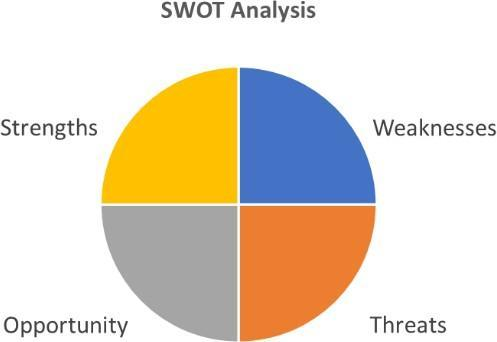 SWOT Analysis
Strengths
Weaknesses
Opportunity
Threats